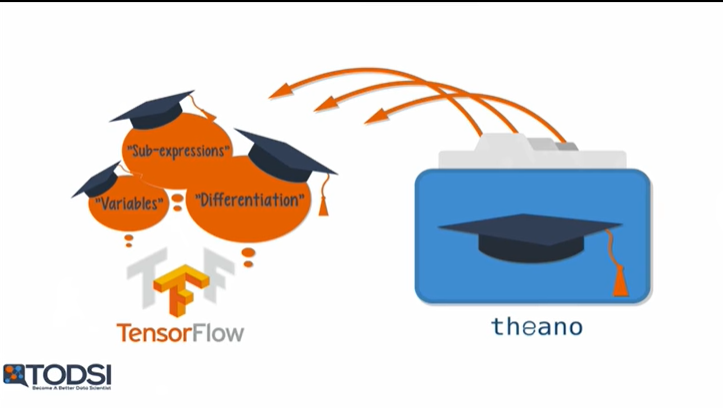 "Sub-expressions"
"Variables"
"Differentiation"
TensorFlow
theano
TODSI
Become A Better Data Scientist